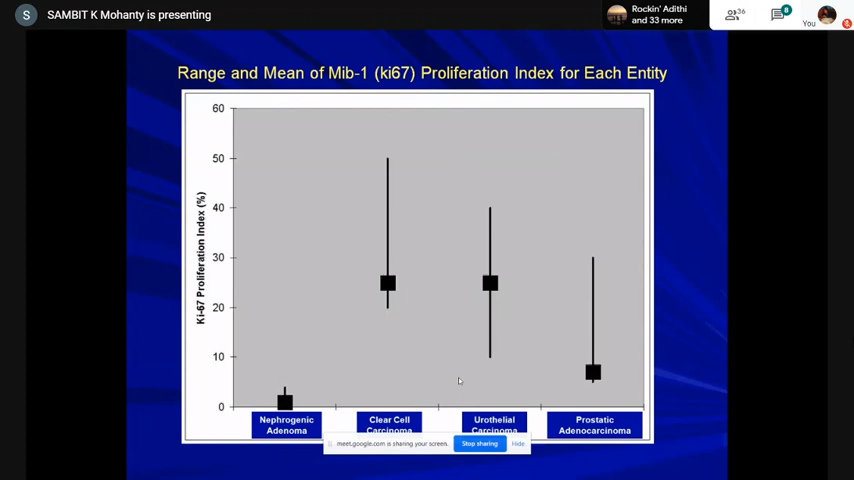 SAMBIT K Mohanty is presenting
Rockin' Adithi
and 33 more
36
8
You
S
Range and Mean of Mib-1 (ki67) Proliferation Index for Each Entity
Ki-67 Proliferation Index (%)
60
50
40
30
20
10
0
Nephrogenic
Adenoma
Clear Cell
Carcinoma
Urothelial
Carcinoma
Prostatic
Adenocarcinoma
meet.google.com is sharing your screen.
Stop sharing
Hide